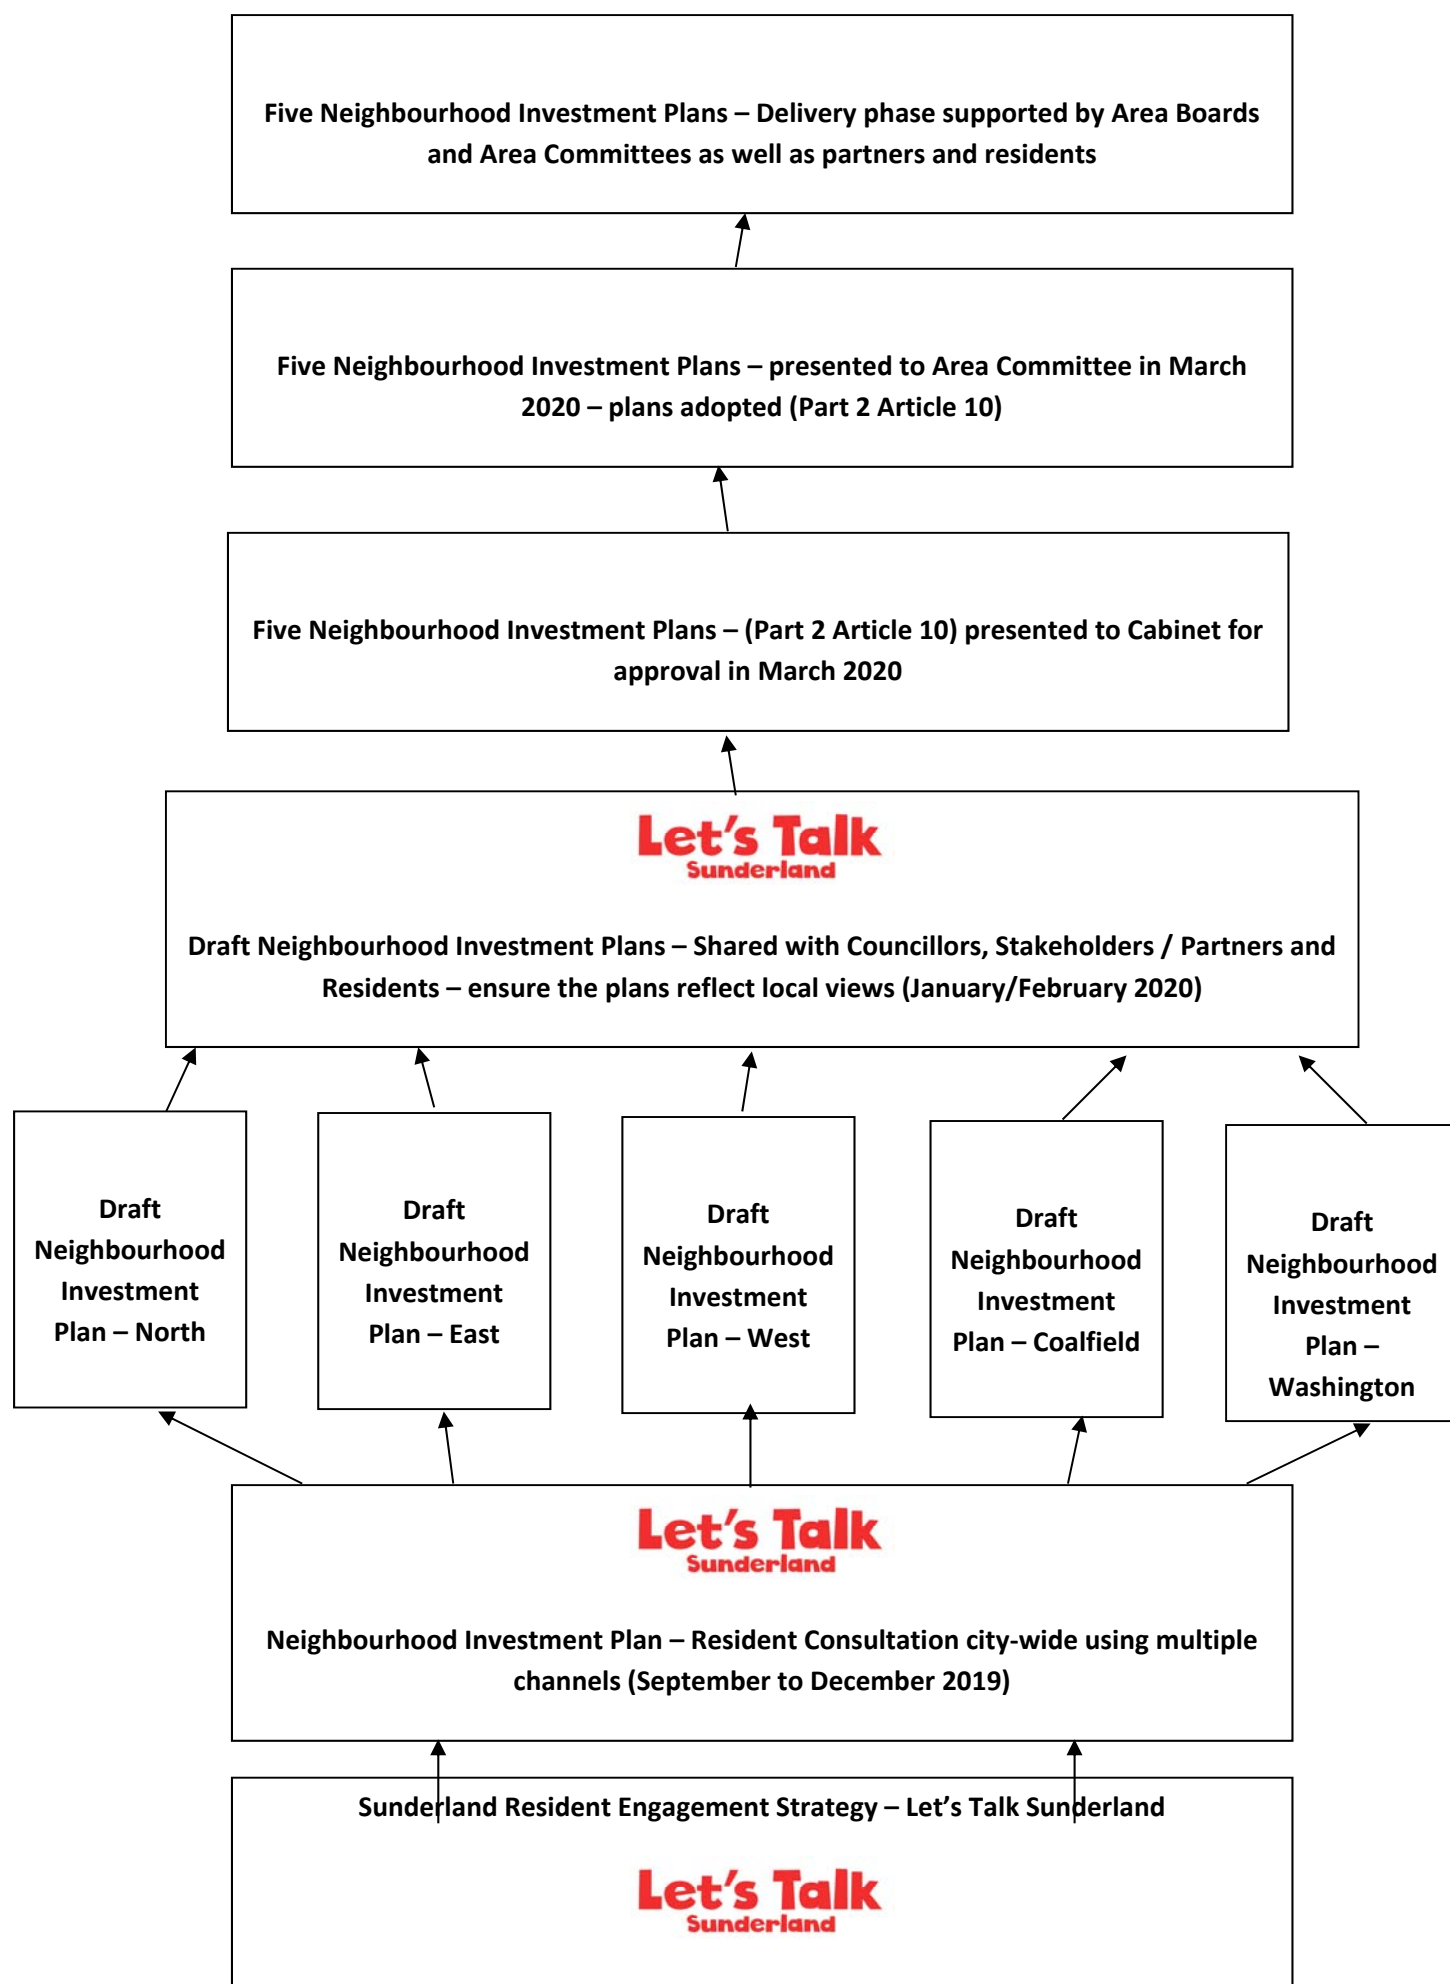 Five Neighbourhood Investment Plans – Delivery phase supported by Area Boards
and Area Committees as well as partners and residents
Five Neighbourhood Investment Plans – presented to Area Committee in March
2020 – plans adopted (Part 2 Article 10)
Five Neighbourhood Investment Plans – (Part 2 Article 10) presented to Cabinet for
approval in March 2020
Let's Talk
Sunderland
Draft Neighbourhood Investment Plans – Shared with Councillors, Stakeholders / Partners and
Residents – ensure the plans reflect local views (January/February 2020)
Draft
Neighbourhood
Investment
Plan – North
Draft
Neighbourhood
Investment
Plan – East
Draft
Neighbourhood
Investment
Plan – West
Draft
Neighbourhood
Investment
Plan – Coalfield
Draft
Neighbourhood
Investment
Plan –
Washington
Let's Talk
Sunderland
Neighbourhood Investment Plan – Resident Consultation city-wide using multiple
channels (September to December 2019)
Sunderland Resident Engagement Strategy – Let's Talk Sunderland
Let's Talk
Sunderland